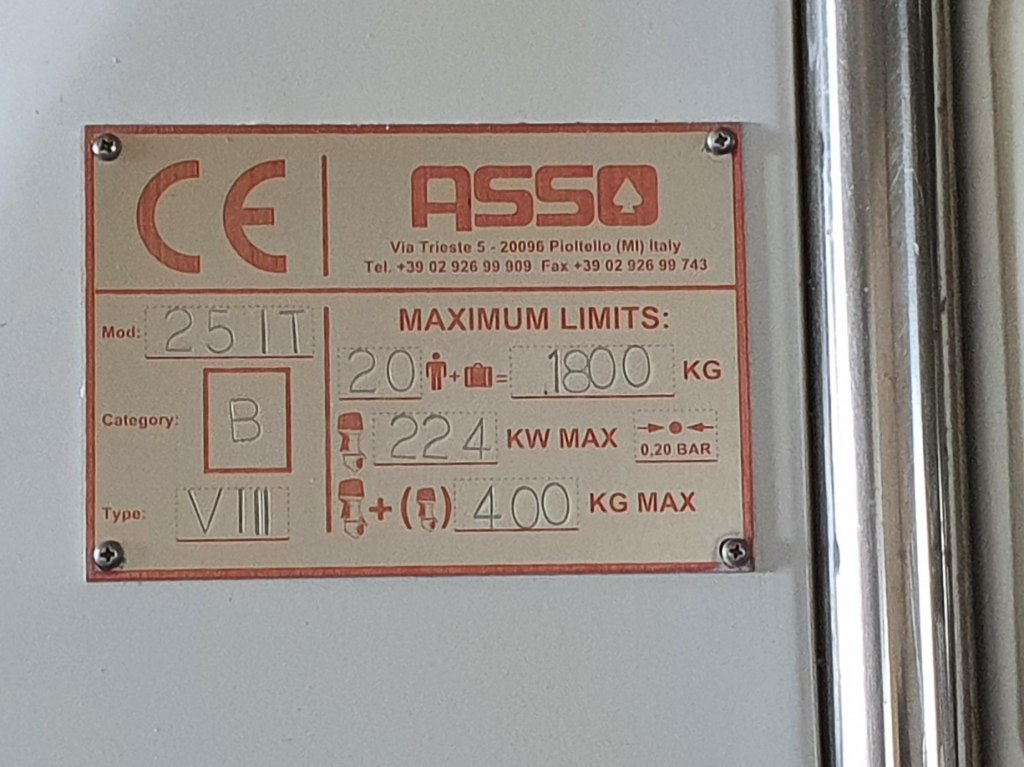 CE
ASSO
Via Trieste 5 - 20096 Pioltello (MI) Italy
Tel. +39 02 926 99 909 Fax +39 02 926 99 743
Mod: 25 IT
Category: B
Type: VIII
MAXIMUM LIMITS:
20 + = 1800 KG
224 KW MAX
0,20 BAR
+ ( ) 400 KG MAX